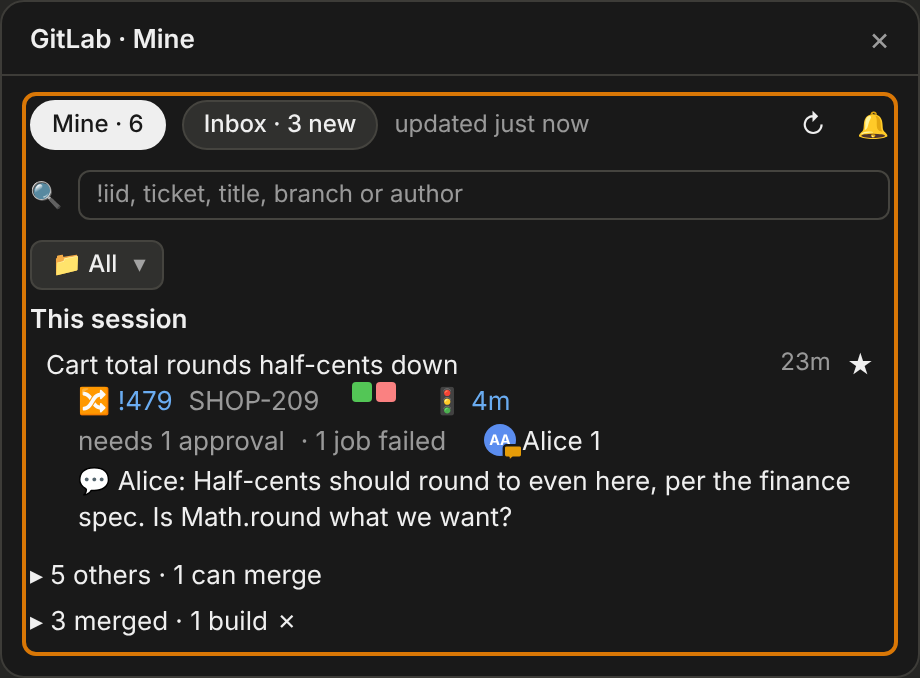 GitLab · Mine
Mine · 6
Inbox · 3 new
updated just now
!iid, ticket, title, branch or author
All
This session
Cart total rounds half-cents down
23m
!479 SHOP-209
4m
needs 1 approval · 1 job failed
AA
Alice 1
Alice: Half-cents should round to even here, per the finance
spec. Is Math.round what we want?
5 others · 1 can merge
3 merged · 1 build ×